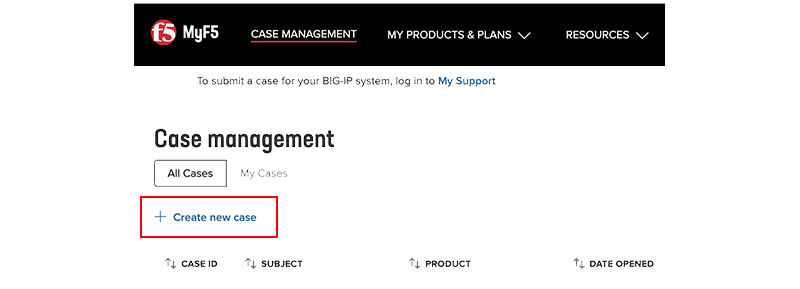 f5 MyF5 CASE MANAGEMENT MY PRODUCTS & PLANS RESOURCES
To submit a case for your BIG-IP system, log in to My Support
Case management
All Cases My Cases
+ Create new case
CASE ID SUBJECT PRODUCT DATE OPENED